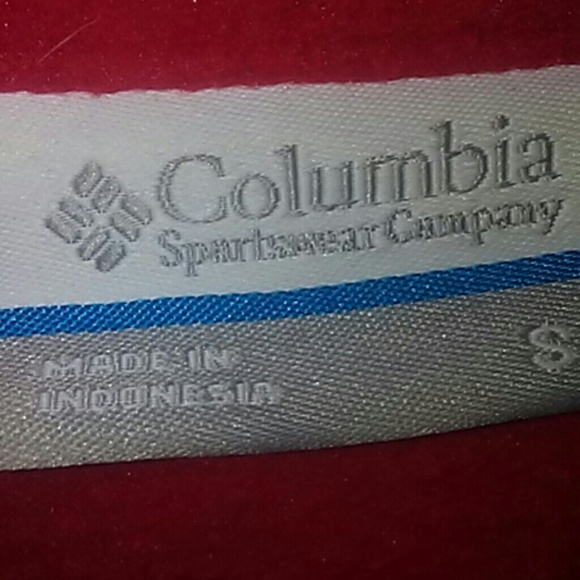 Columbia
Sportswear Company
MADE IN
INDONESIA
S